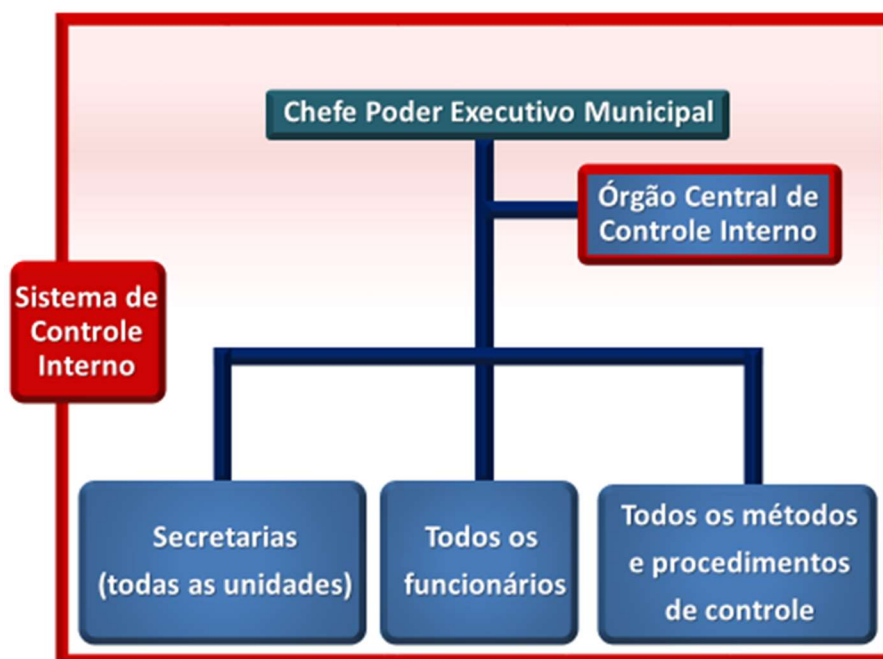 Chefe Poder Executivo Municipal
Órgão Central de
Controle Interno
Sistema de
Controle
Interno
Secretarias
(todas as unidades)
Todos os
funcionários
Todos os métodos
e procedimentos
de controle